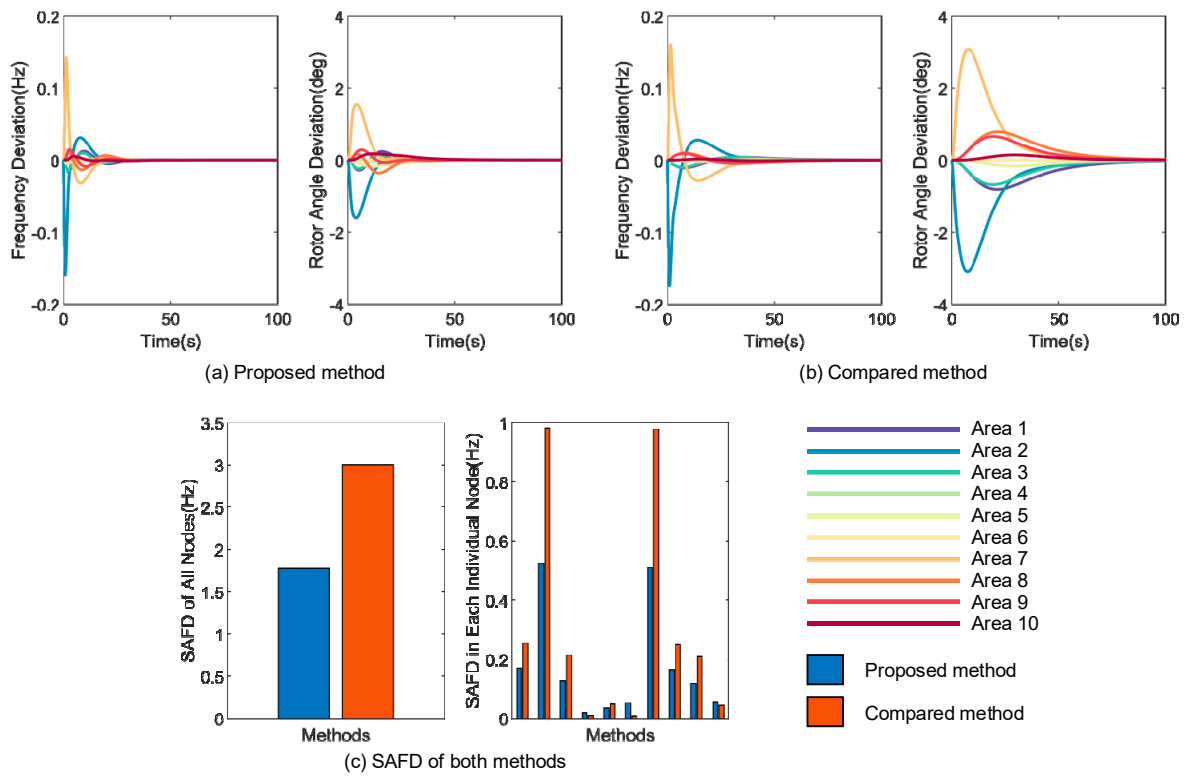 Frequency Deviation(Hz)
0.2
0.1
0
-0.1
-0.2
0
50
100
Time(s)
Rotor Angle Deviation(deg)
4
2
0
-2
-4
0
50
100
Time(s)
(a) Proposed method
Frequency Deviation(Hz)
0.2
0.1
0
-0.1
-0.2
0
50
100
Time(s)
Rotor Angle Deviation(deg)
4
2
0
-2
-4
0
50
100
Time(s)
(b) Compared method
SAFD of All Nodes(Hz)
3.5
3
2.5
2
1.5
1
0.5
0
Methods
SAFD in Each Individual Node(Hz)
1
0.8
0.6
0.4
0.2
0
Methods
(c) SAFD of both methods
Area 1
Area 2
Area 3
Area 4
Area 5
Area 6
Area 7
Area 8
Area 9
Area 10
Proposed method
Compared method